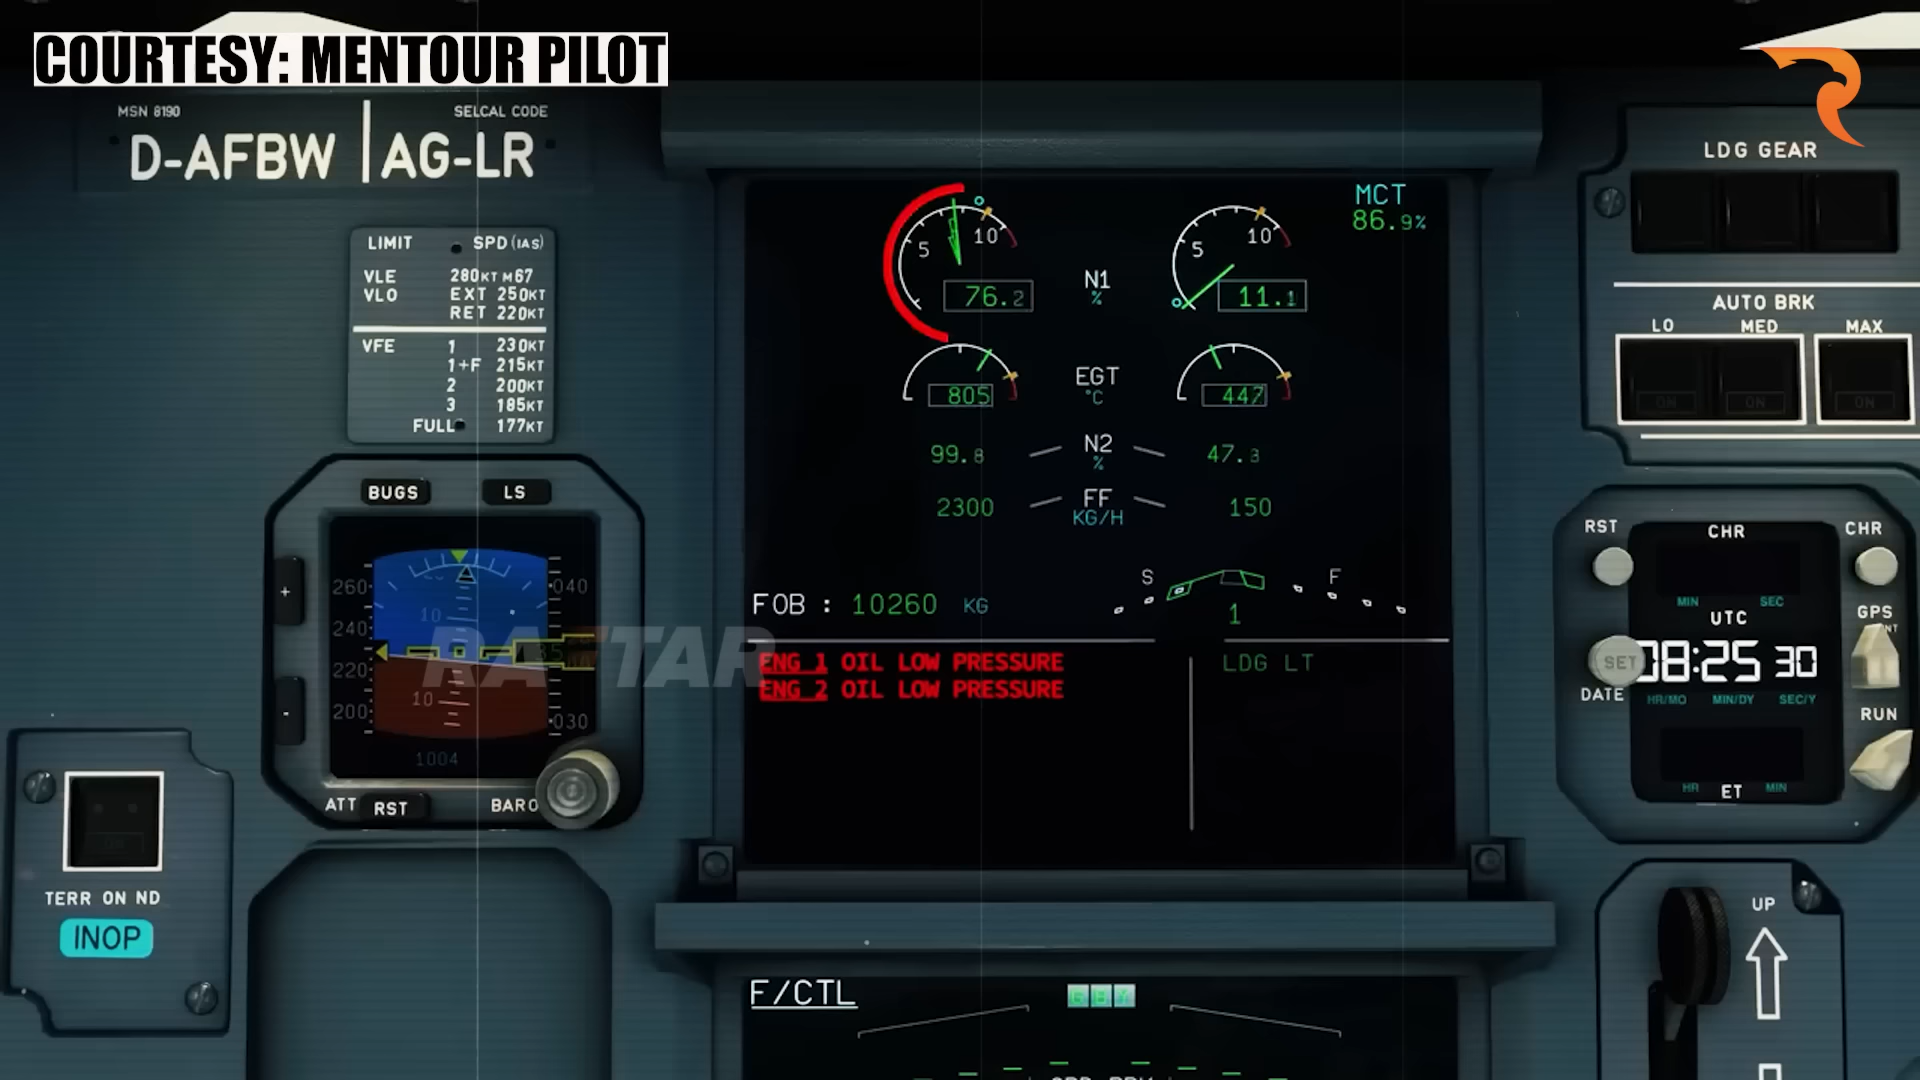 COURTESY: MENTOUR PILOT
MSN 8190
SELCAL CODE
D-AFBW
AG-LR
LIMIT SPD (IAS)
VLE 280KT M67
VLO EXT 250KT
RET 220KT
VFE 1 230KT
1+F 215KT
2 200KT
3 185KT
FULL 177KT
BUGS
LS
260
240
220
200
10
10
040
030
1004
+
-
ATT
RST
BARO
TERR ON ND
INOP
MCT
86.9%
5 10
76.2
N1
%
5 10
11.1
805
EGT
°C
447
99.8
N2
%
47.3
2300
FF
KG/H
150
FOB : 10260 KG
S
F
1
RAFTAR
ENG 1 OIL LOW PRESSURE
ENG 2 OIL LOW PRESSURE
LDG LT
F/CTL
LDG GEAR
AUTO BRK
LO
MED
MAX
ON
ON
ON
RST
CHR
CHR
MIN
SEC
UTC
GPS
SET
08:25 30
DATE
HR/MO
MIN/DY
SEC/Y
RUN
HR
ET
MIN
UP